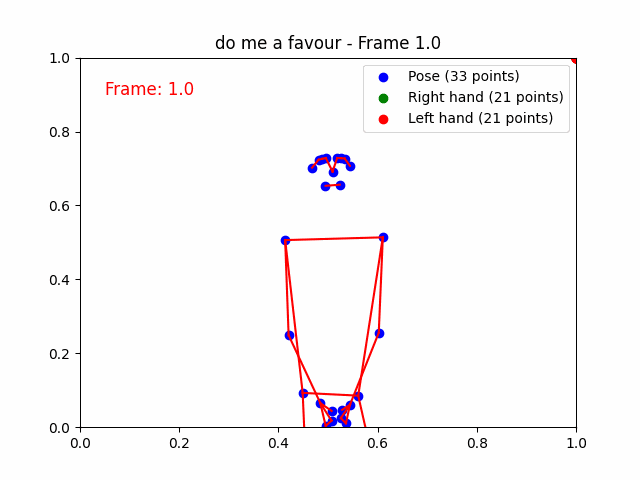 do me a favour - Frame 1.0
Frame: 1.0
Pose (33 points)
Right hand (21 points)
Left hand (21 points)
1.0
0.8
0.6
0.4
0.2
0.0
0.0 0.2 0.4 0.6 0.8 1.0